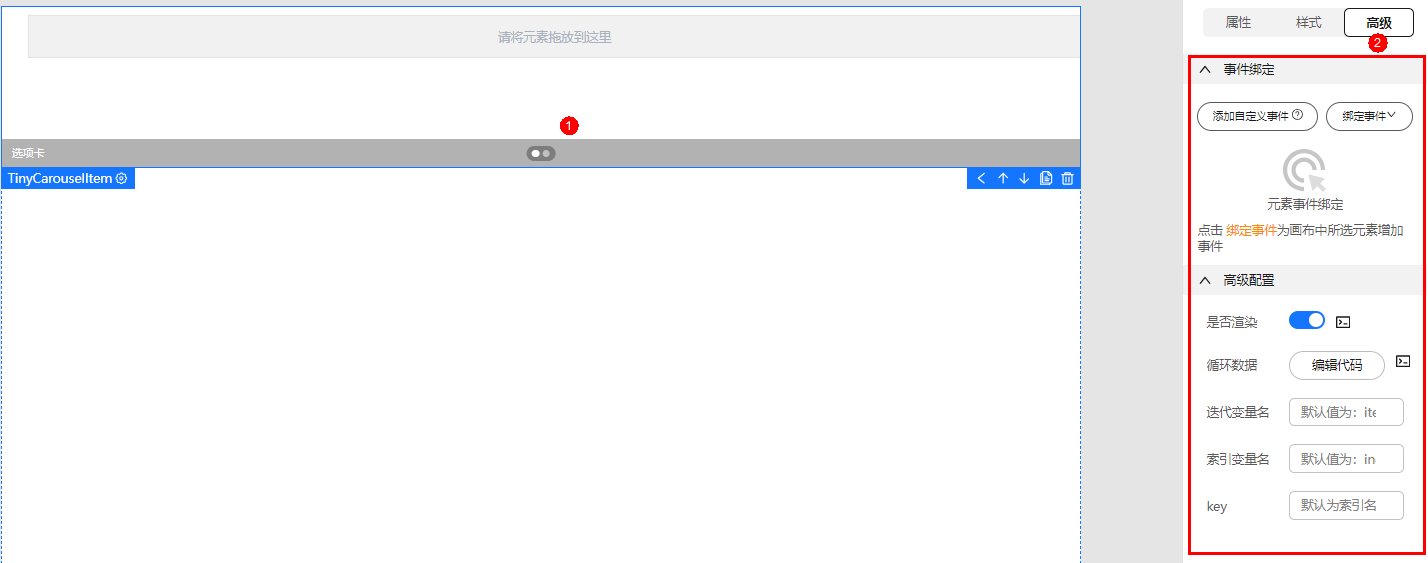 属性 样式 高级
2
请将元素拖放到这里
事件绑定
添加自定义事件 ? 绑定事件
1
选项卡
TinyCarouselItem
元素事件绑定
点击 绑定事件为画布中所选元素增加
事件
高级配置
是否渲染
循环数据 编辑代码
迭代变量名 默认值为：ite
索引变量名 默认值为：in
key 默认为索引名